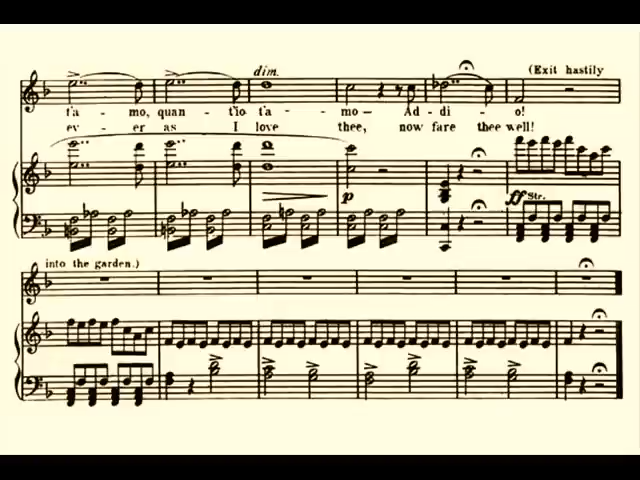 dim.
(Exit hastily
t'a - mo, quan - t'io t'a - mo— Ad - di - o!
ev - er as I love thee, now fare thee well!
p
ff Str.
into the garden.)